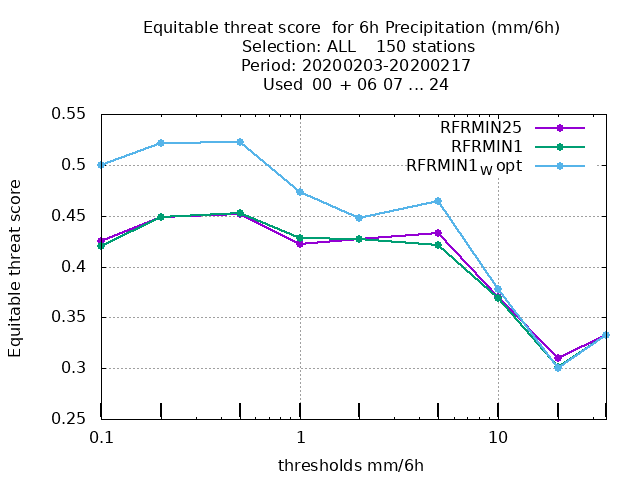 Equitable threat score  for 6h Precipitation (mm/6h)
Selection: ALL    150 stations
Period: 20200203-20200217
Used  00 + 06 07 ... 24
RFRMIN25
RFRMIN1
RFRMIN1w opt
Equitable threat score
0.55
0.5
0.45
0.4
0.35
0.3
0.25
0.1
1
10
thresholds mm/6h